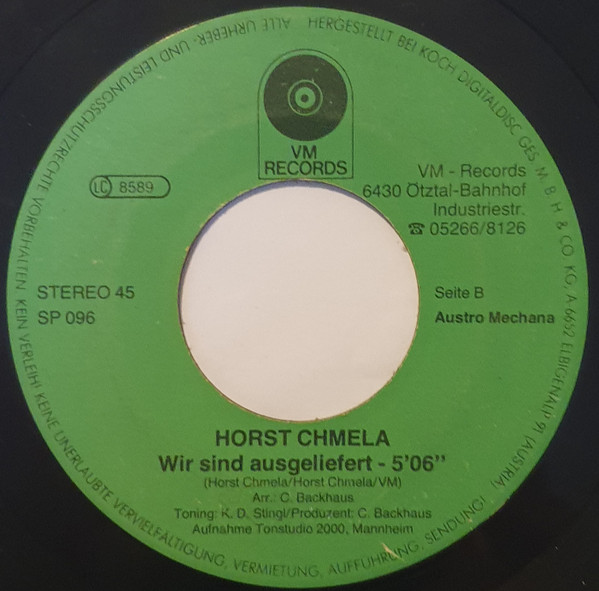 VM
RECORDS
LC 8589
VM - Records
6430 Ötztal-Bahnhof
Industriestr.
☎ 05266/8126
STEREO 45
SP 096
Seite B
Austro Mechana
HORST CHMELA
Wir sind ausgeliefert - 5'06"
(Horst Chmela/Horst Chmela/VM)
Arr.: C. Backhaus
Toning: K. D. Stingl/Produzent: C. Backhaus
Aufnahme Tonstudio 2000, Mannheim
HERGESTELLT BEI KOCH DIGITALDISC GES. M. B. H. & CO. KG, A-6652 ELBIGENALP 91 (AUSTRIA)
ALLE URHEBER- UND LEISTUNGSSCHUTZRECHTE VORBEHALTEN. KEIN VERLEIH! KEINE UNERLAUBTE VERVIELFÄLTIGUNG, VERMIETUNG, AUFFÜHRUNG, SENDUNG!